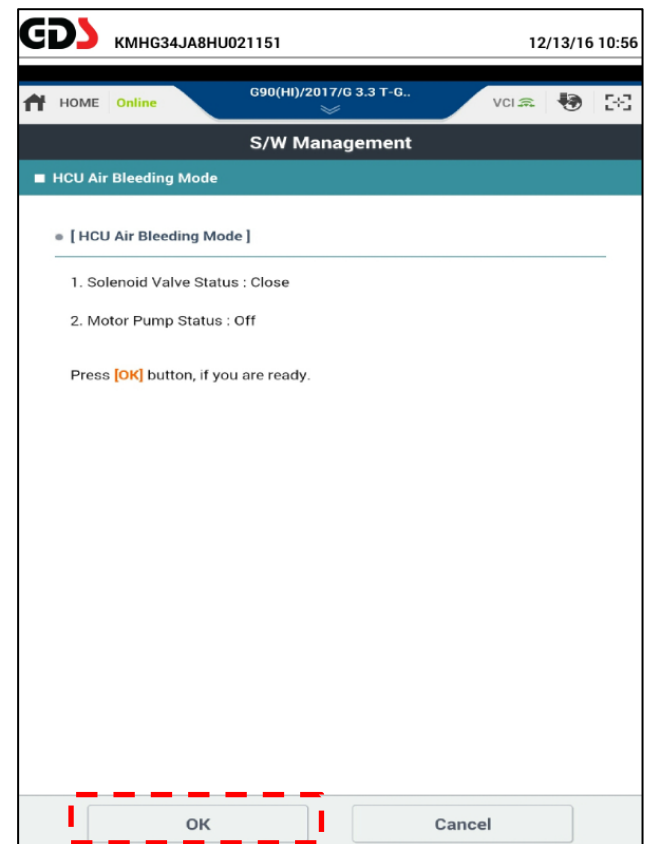 GDS KMHG34JA8HU021151 12/13/16 10:56
HOME Online G90(HI)/2017/G 3.3 T-G.. VCI
S/W Management
HCU Air Bleeding Mode
[ HCU Air Bleeding Mode ]
1. Solenoid Valve Status : Close
2. Motor Pump Status : Off
Press [OK] button, if you are ready.
OK Cancel